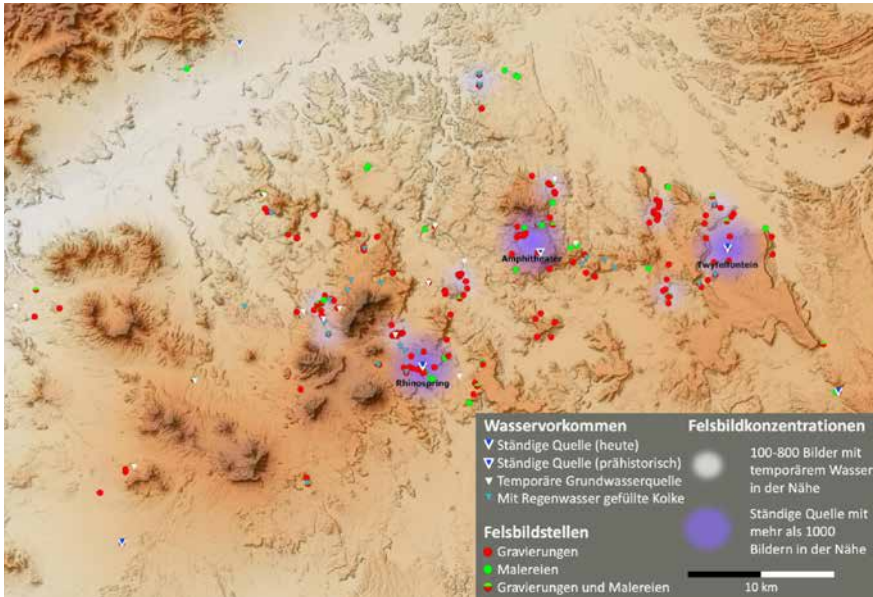 Amphitheater
Twyfelfontein
Rhinospring
Wasservorkommen
Ständige Quelle (heute)
Ständige Quelle (prähistorisch)
Temporäre Grundwasserquelle
Mit Regenwasser gefüllte Kolke
Felsbildstellen
Gravierungen
Malereien
Gravierungen und Malereien
Felsbildkonzentrationen
100-800 Bilder mit
temporärem Wasser
in der Nähe
Ständige Quelle mit
mehr als 1000
Bildern in der Nähe
10 km